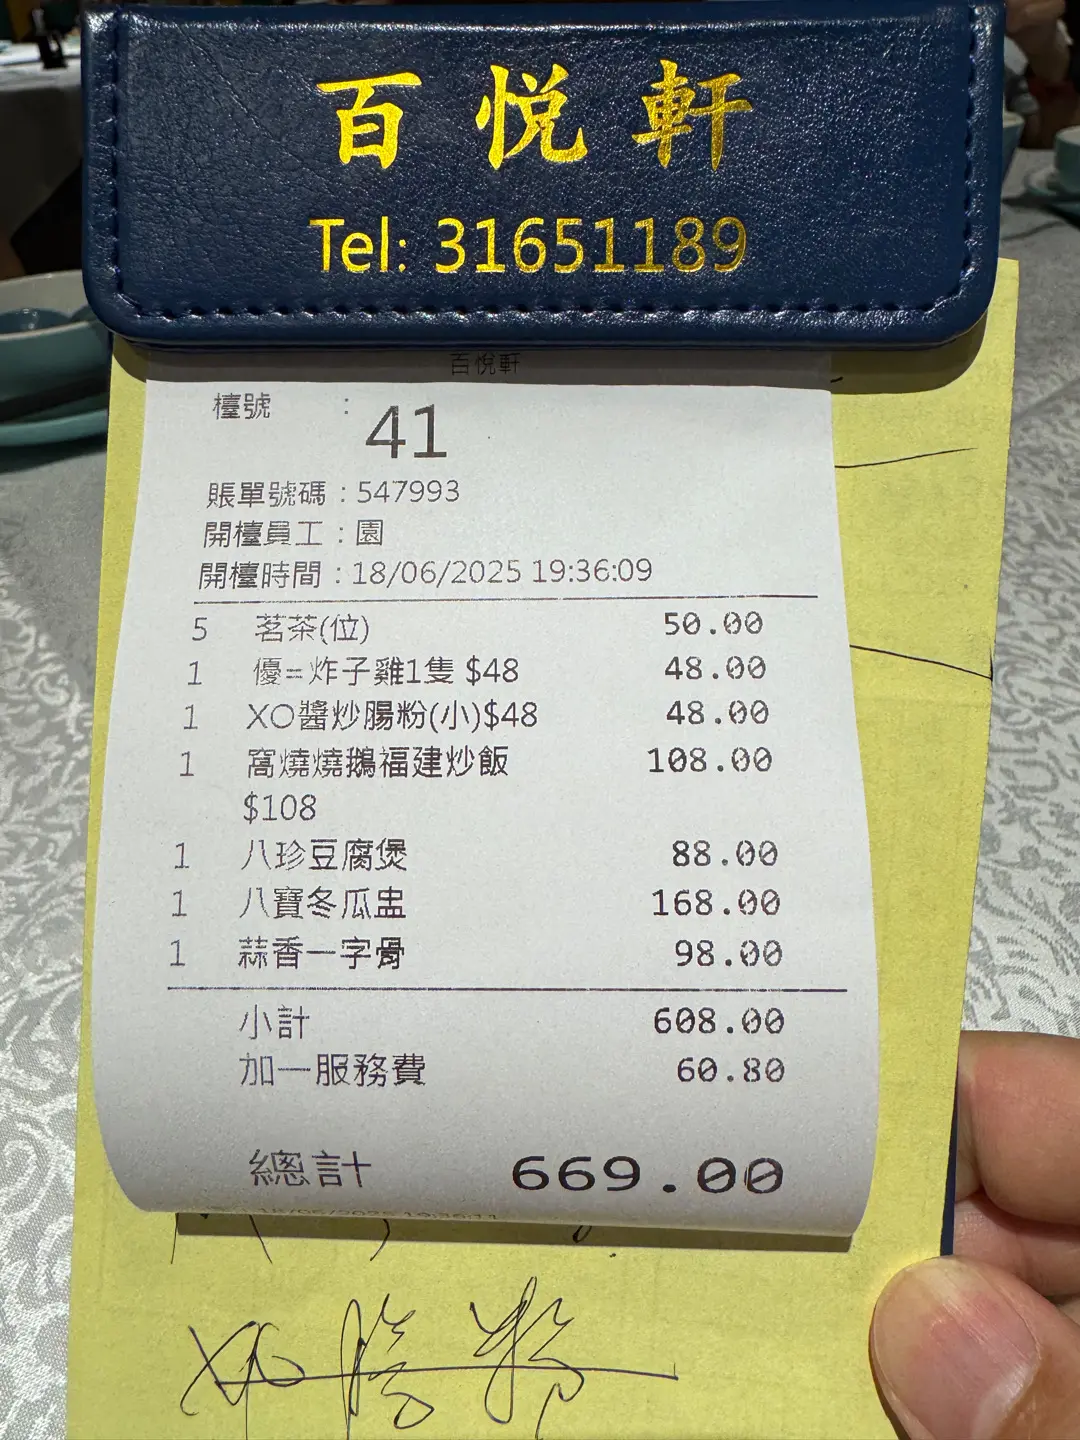 百悅軒
Tel: 31651189
百悅軒
檯號 : 41
賬單號碼 : 547993
開檯員工 : 園
開檯時間 : 18/06/2025 19:36:09
5 茗茶(位) 50.00
1 優=炸子雞1隻 $48 48.00
1 XO醬炒腸粉(小)$48 48.00
1 窩燒燒鵝福建炒飯 108.00
$108
1 八珍豆腐煲 88.00
1 八寶冬瓜盅 168.00
1 蒜香一字骨 98.00
小計 608.00
加一服務費 60.80
總計 669.00